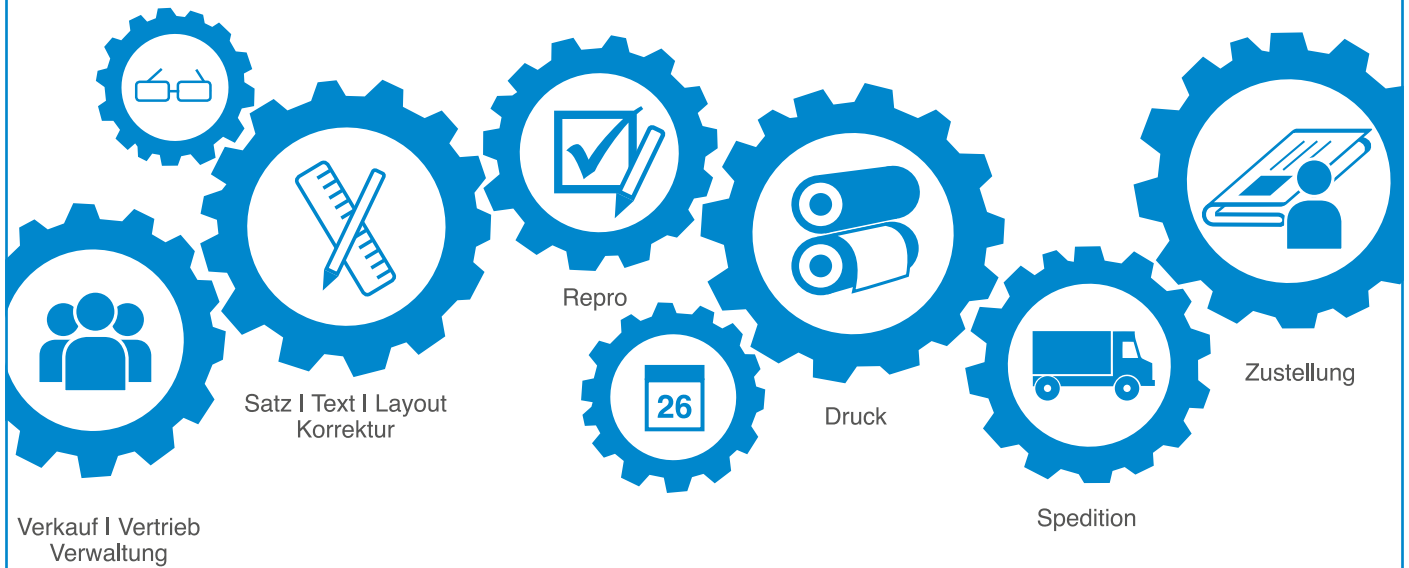 Verkauf I Vertrieb
Verwaltung
Satz I Text I Layout
Korrektur
Repro
26
Druck
Spedition
Zustellung